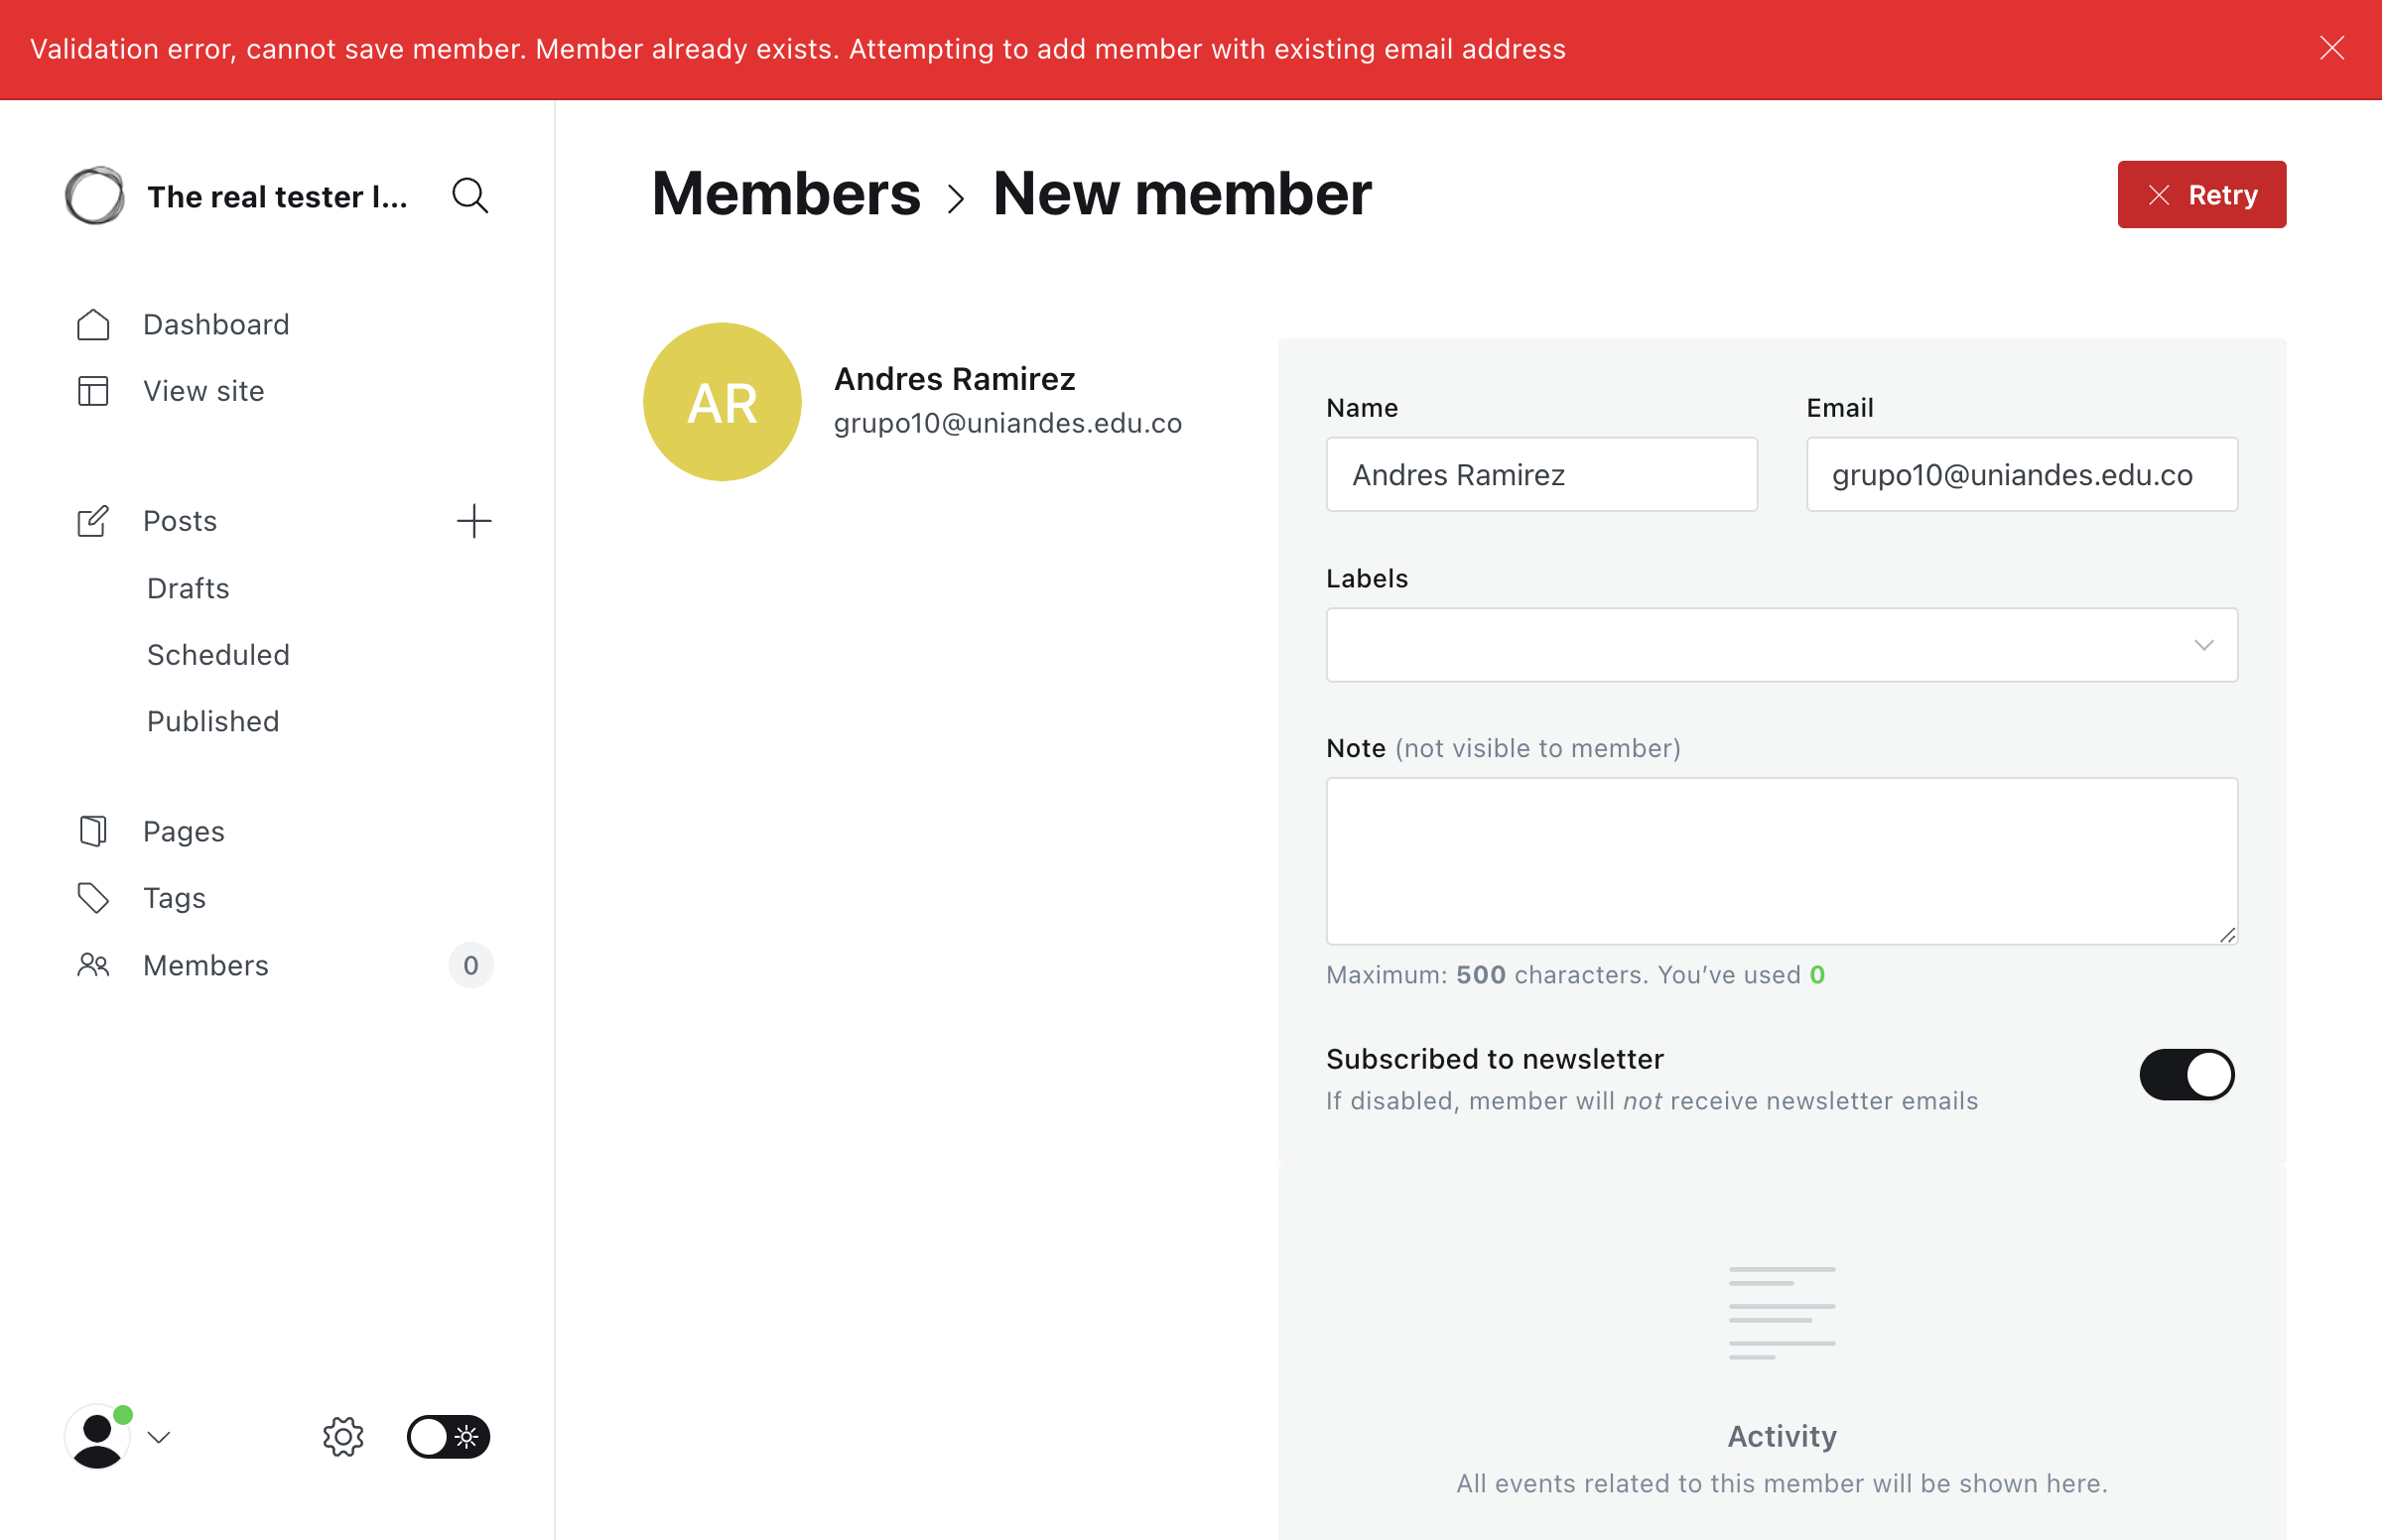 Validation error, cannot save member. Member already exists. Attempting to add member with existing email address
The real tester l...
Dashboard
View site
Posts
Drafts
Scheduled
Published
Pages
Tags
Members 0
Members > New member
Retry
AR
Andres Ramirez
grupo10@uniandes.edu.co
Name
Email
Andres Ramirez
grupo10@uniandes.edu.co
Labels
Note (not visible to member)
Maximum: 500 characters. You’ve used 0
Subscribed to newsletter
If disabled, member will not receive newsletter emails
Activity
All events related to this member will be shown here.